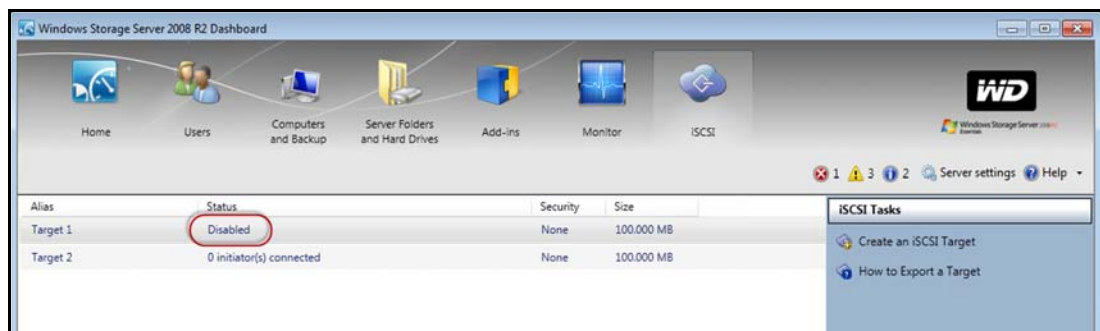 Windows Storage Server 2008 R2 Dashboard
Home
Users
Computers
and Backup
Server Folders
and Hard Drives
Add-ins
Monitor
iSCSI
WD
Windows Storage Server
Essentials
1 3 2 Server settings Help
Alias Status Security Size
Target 1 Disabled None 100.000 MB
Target 2 0 initiator(s) connected None 100.000 MB
iSCSI Tasks
Create an iSCSI Target
How to Export a Target